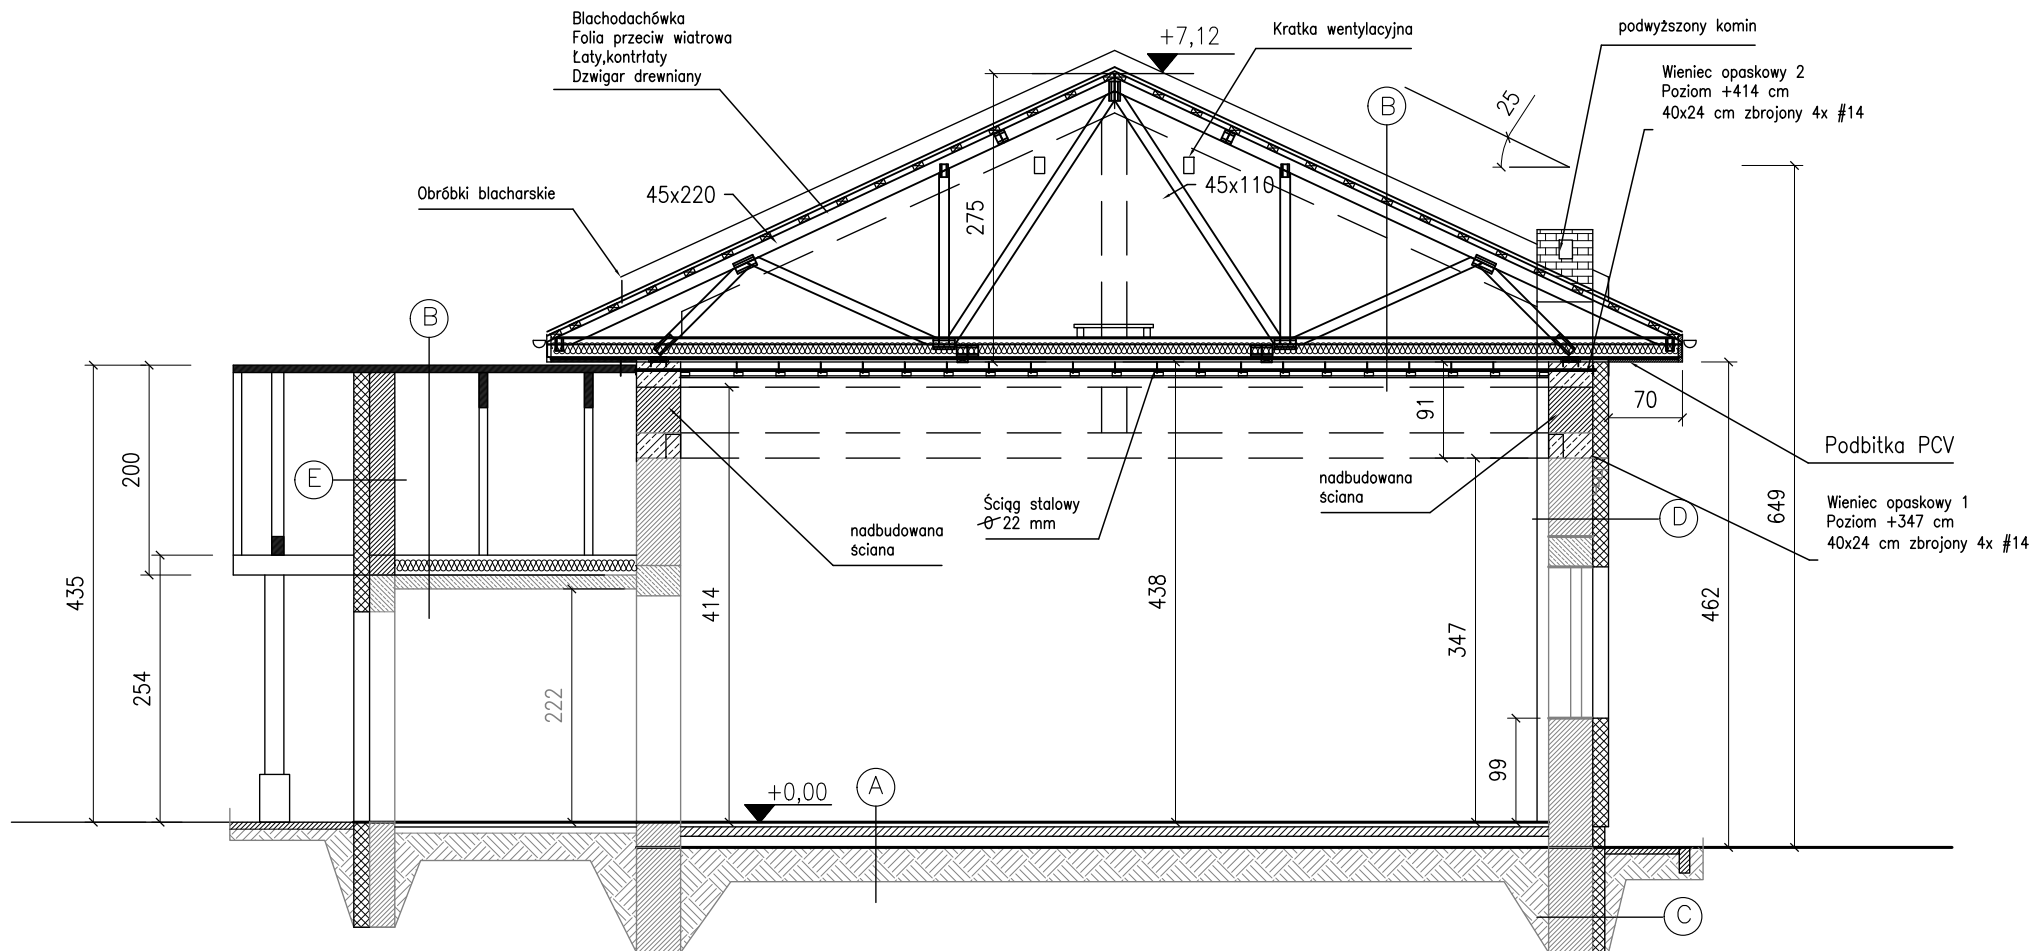 Blachodachówka
Folia przeciw wiatrowa
Łaty,kontrłaty
Dzwigar drewniany
+7,12
Kratka wentylacyjna
podwyższony komin
Wieniec opaskowy 2
Poziom +414 cm
40x24 cm zbrojony 4x #14
B
25
Obróbki blacharskie
45x220
275
45x110
B
91
70
Podbitka PCV
200
E
Ściąg stalowy
O 22 mm
nadbudowana
ściana
nadbudowana
ściana
D
649
Wieniec opaskowy 1
Poziom +347 cm
40x24 cm zbrojony 4x #14
435
254
222
414
438
347
462
99
+0,00
A
C